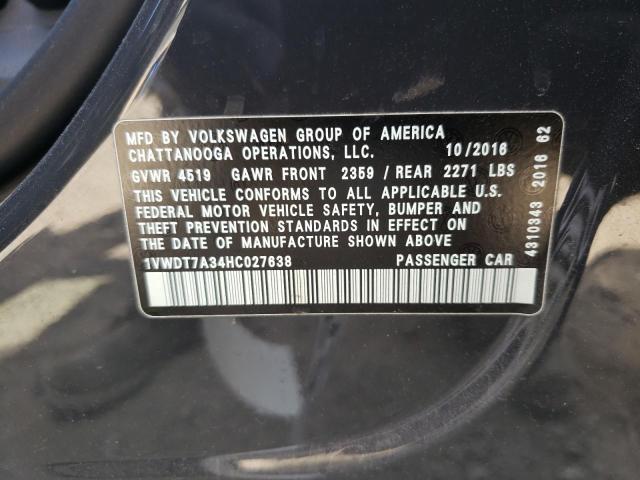 MFD BY VOLKSWAGEN GROUP OF AMERICA
CHATTANOOGA OPERATIONS, LLC. 10/2016
GVWR 4519 GAWR FRONT 2359 / REAR 2271 LBS
THIS VEHICLE CONFORMS TO ALL APPLICABLE U.S.
FEDERAL MOTOR VEHICLE SAFETY, BUMPER AND
THEFT PREVENTION STANDARDS IN EFFECT ON
THE DATE OF MANUFACTURE SHOWN ABOVE
1VWDT7A34HC027638 PASSENGER CAR
4310343 2016 62